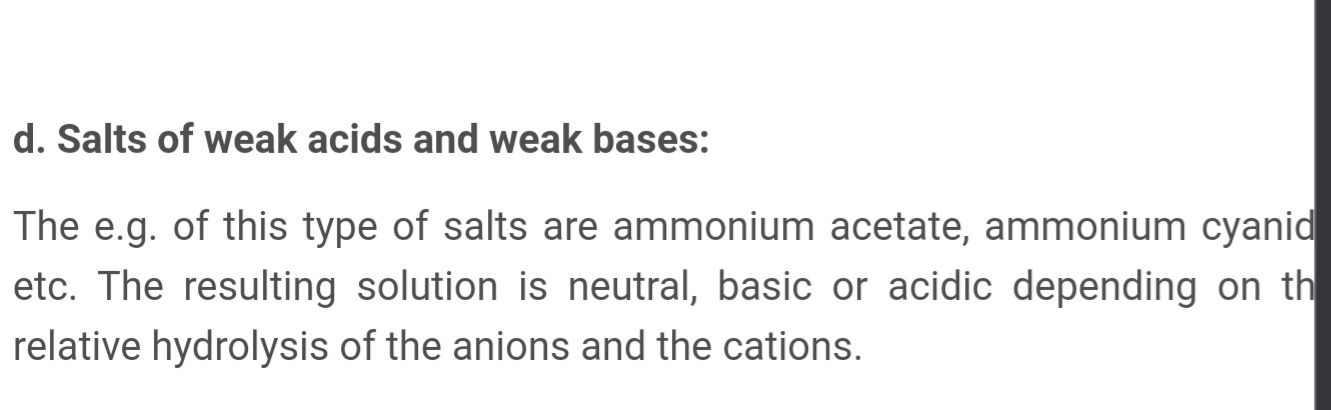 d. Salts of weak acids and weak bases:
The e.g. of this type of salts are ammonium acetate, ammonium cyanid
etc. The resulting solution is neutral, basic or acidic depending on th
relative hydrolysis of the anions and the cations.